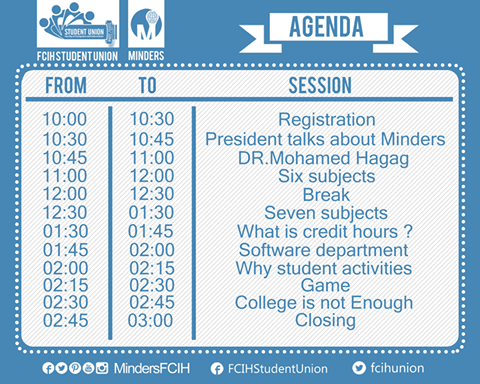 STUDENT UNION
M
FCIH STUDENT UNION
MINDERS
AGENDA
FROM TO SESSION
10:00 10:30 Registration
10:30 10:45 President talks about Minders
10:45 11:00 DR.Mohamed Hagag
11:00 12:00 Six subjects
12:00 12:30 Break
12:30 01:30 Seven subjects
01:30 01:45 What is credit hours ?
01:45 02:00 Software department
02:00 02:15 Why student activities
02:15 02:30 Game
02:30 02:45 College is not Enough
02:45 03:00 Closing
MindersFCIH FCIHStudentUnion fcihunion